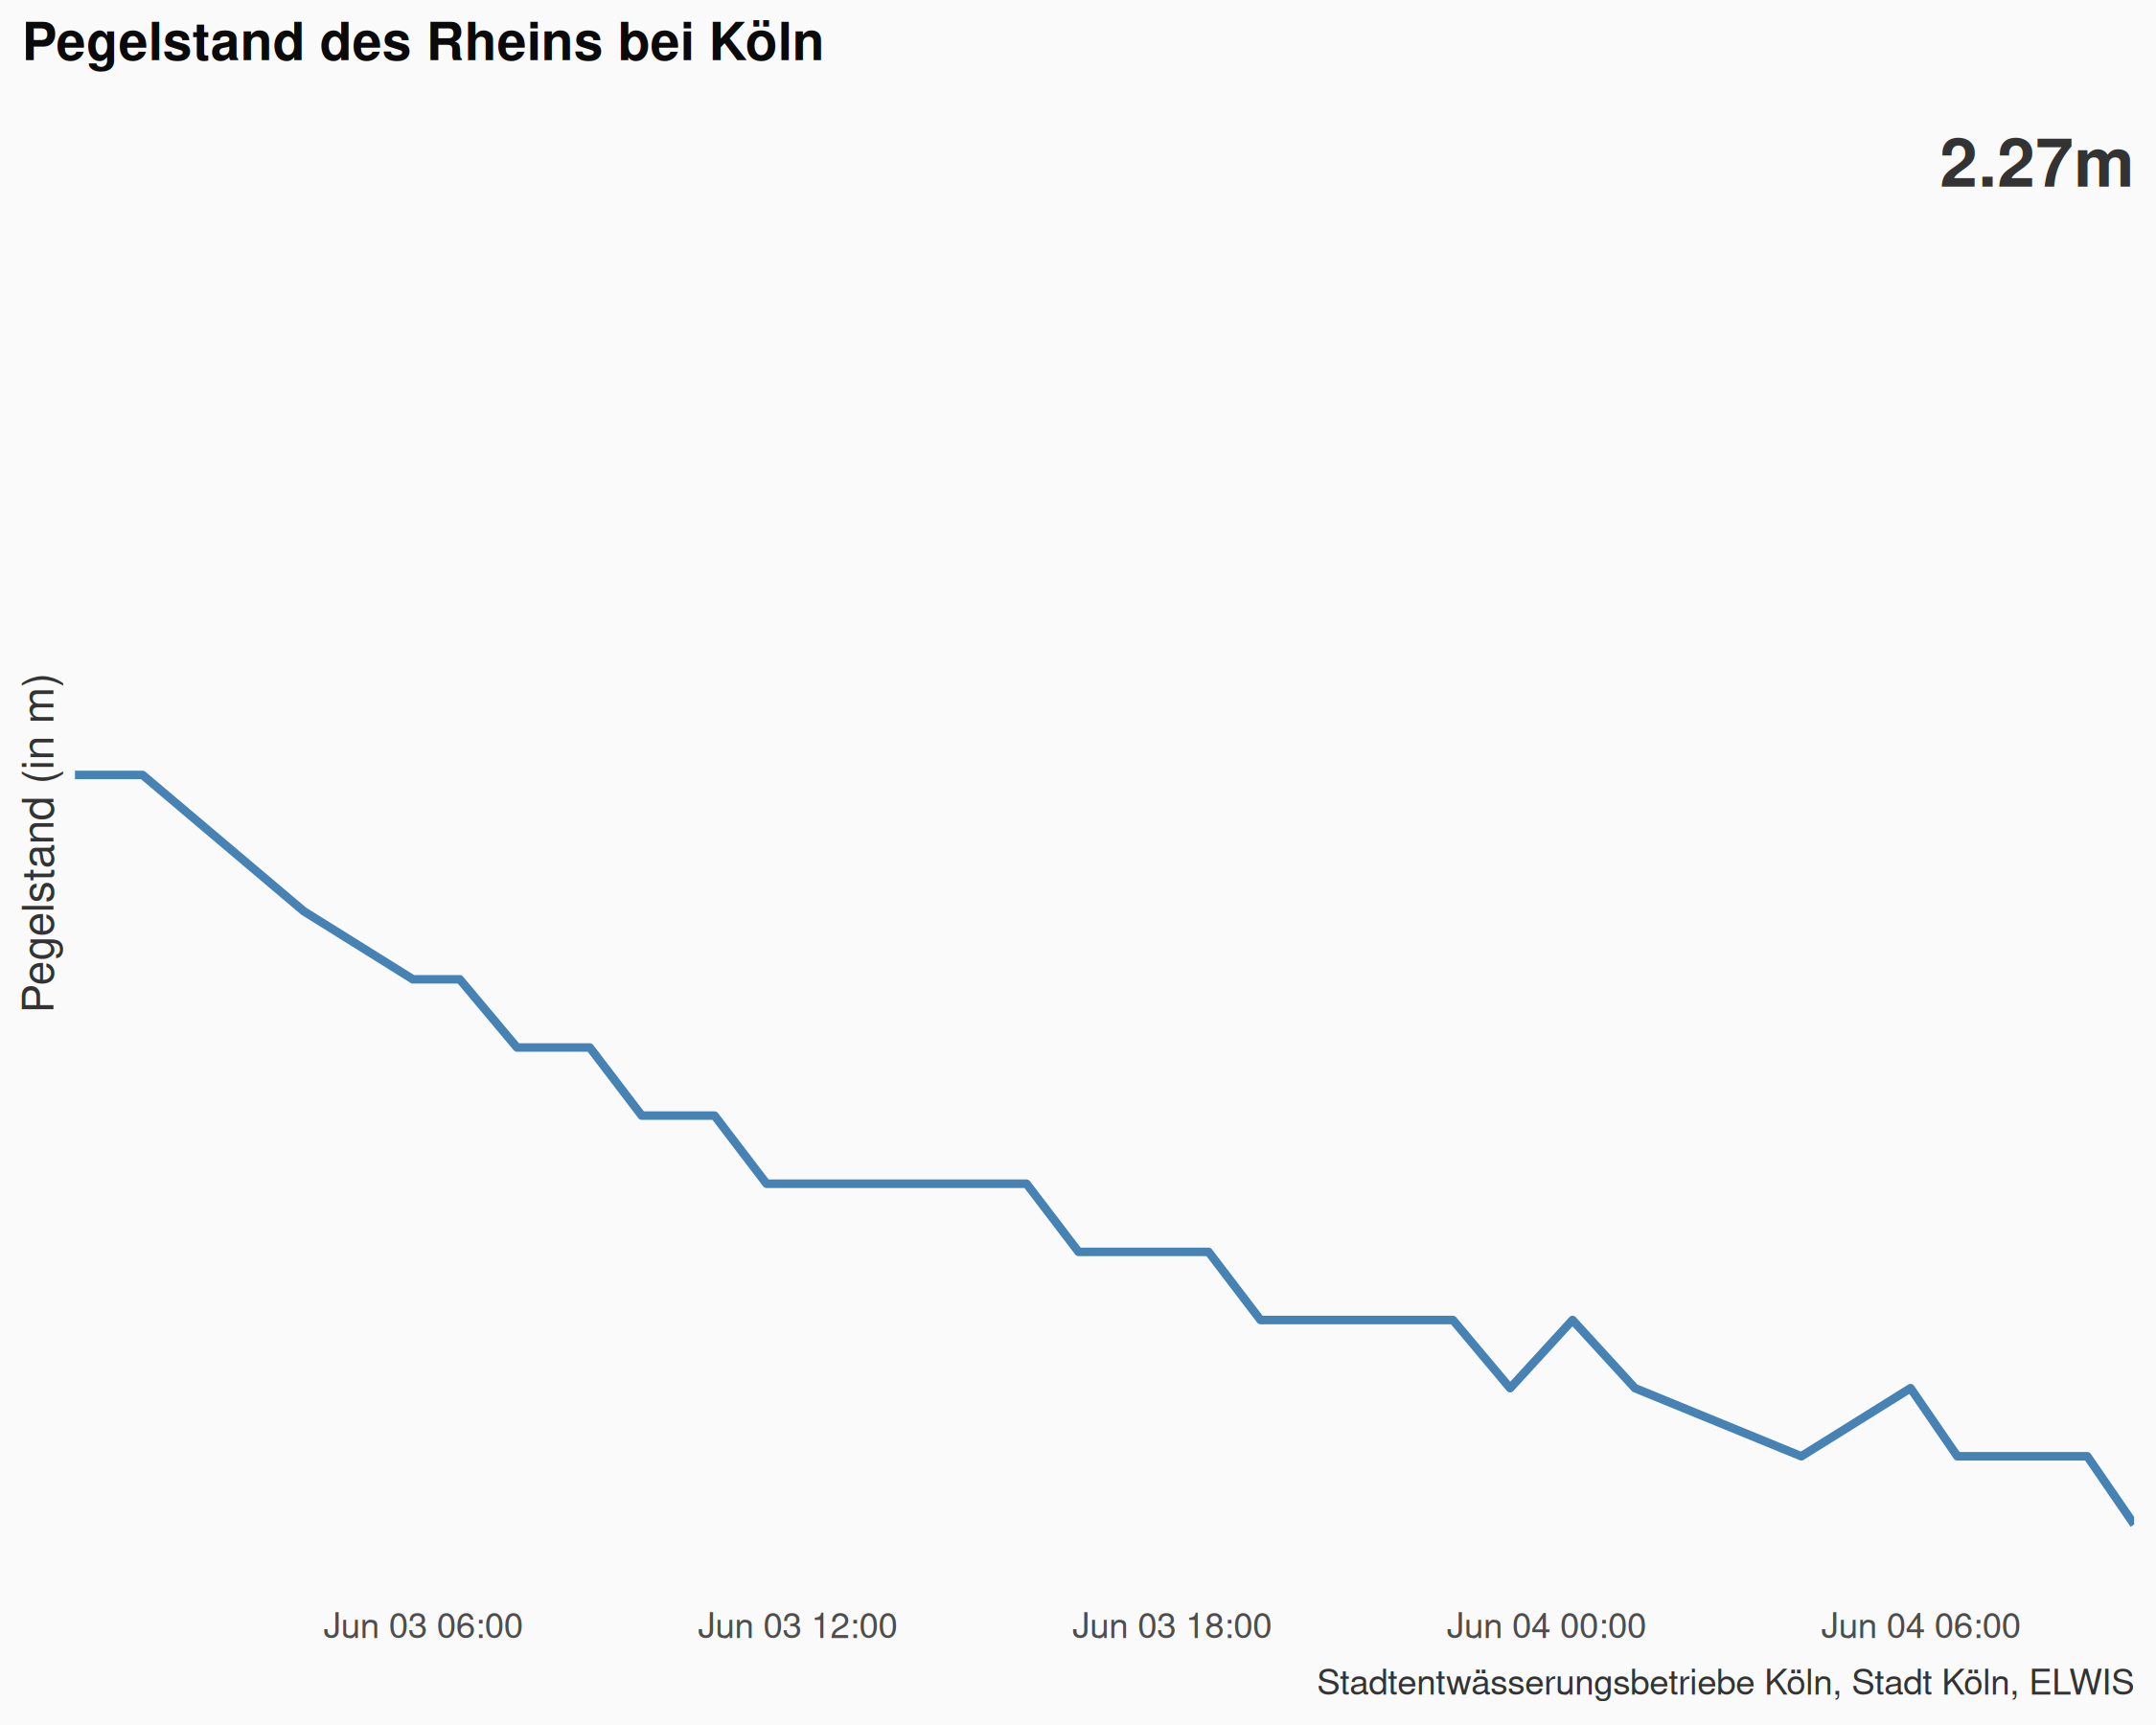 Pegelstand des Rheins bei Köln
2.27m
Pegelstand (in m)
Jun 03 06:00
Jun 03 12:00
Jun 03 18:00
Jun 04 00:00
Jun 04 06:00
Stadtentwässerungsbetriebe Köln, Stadt Köln, ELWIS